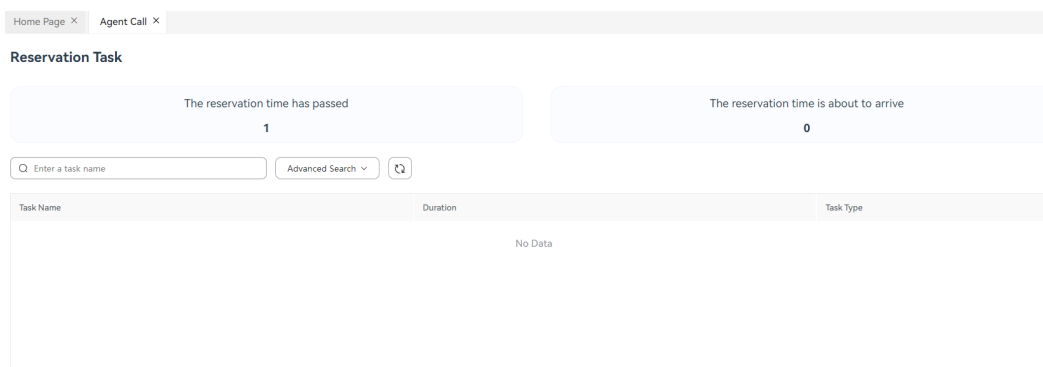 Home Page × Agent Call ×
Reservation Task
The reservation time has passed The reservation time is about to arrive
1 0
Enter a task name Advanced Search
Task Name Duration Task Type
No Data